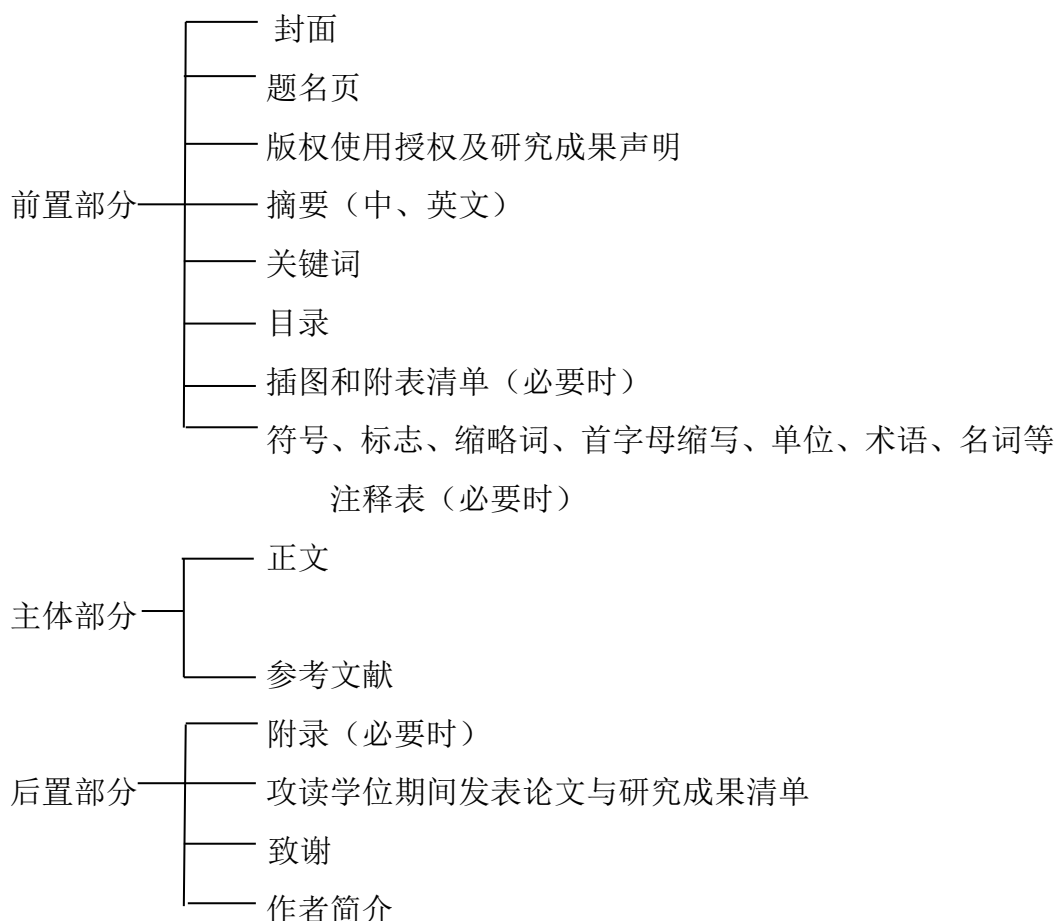 封面
题名页
版权使用授权及研究成果声明
前置部分
摘要（中、英文）
关键词
目录
插图和附表清单（必要时）
符号、标志、缩略词、首字母缩写、单位、术语、名词等
注释表（必要时）
正文
主体部分
参考文献
附录（必要时）
后置部分
攻读学位期间发表论文与研究成果清单
致谢
作者简介